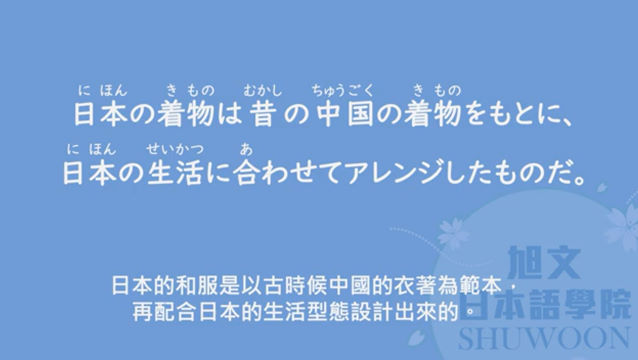 に ほん き もの むかし ちゅうごく き もの
日本の着物は昔の中国の着物をもとに、
に ほん せいかつ あ
日本の生活に合わせてアレンジしたものだ。
日本的和服是以古時候中國的衣著為範本，
再配合日本的生活型態設計出來的。
旭文
日本語學院
SHUWOON